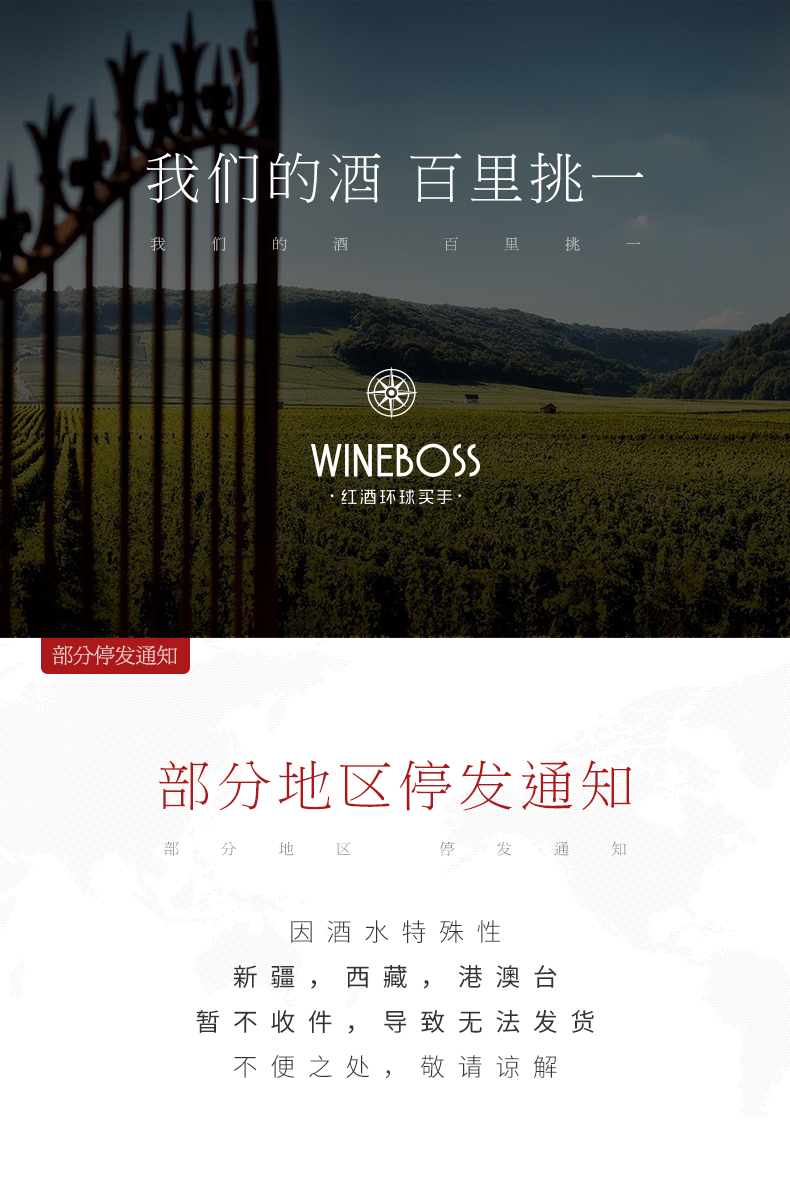 我们的酒 百里挑一
我们的酒 百里挑一
WINEBOSS
·红酒环球买手·
部分停发通知
部分地区停发通知
部分地区 停发通知
因酒水特殊性
新疆，西藏，港澳台
暂不收件，导致无法发货
不便之处，敬请谅解